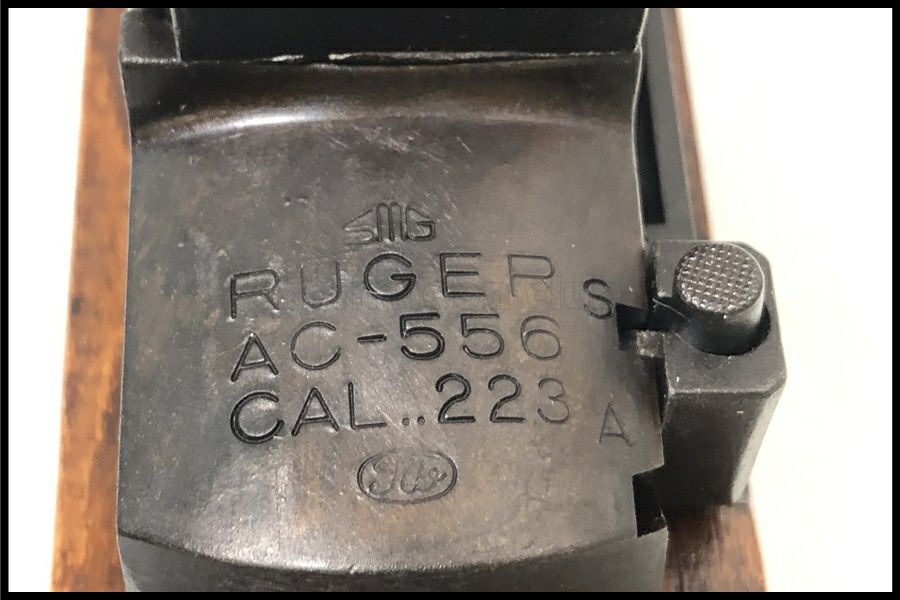 SMG
RUGER
S
AC-556
CAL..223
A